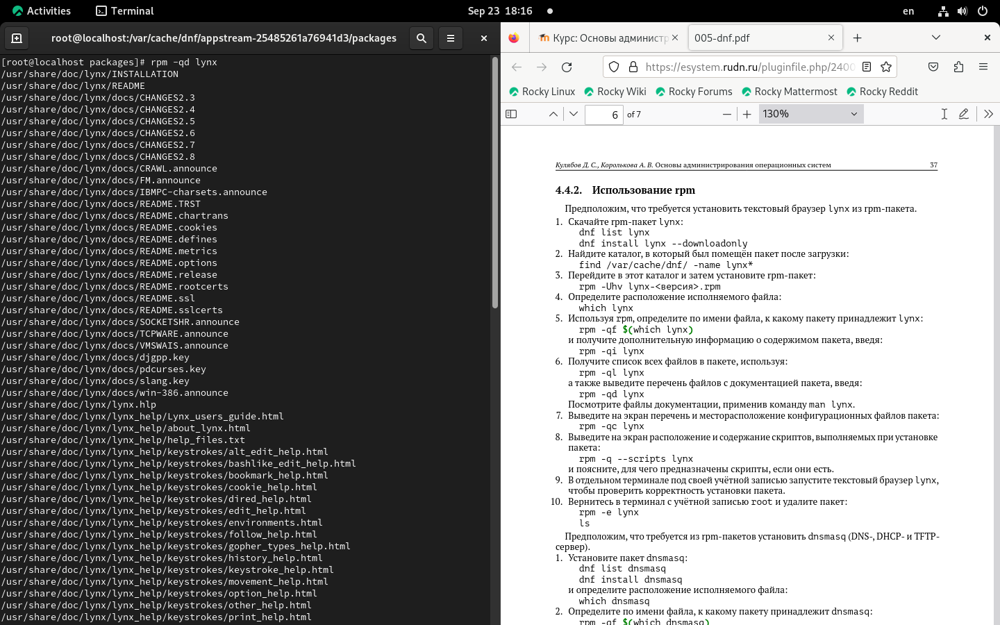 Activities
Terminal
Sep 23 18:16
en
root@localhost:/var/cache/dnf/appstream-25485261a76941d3/packages
[root@localhost packages]# rpm -qd lynx
/usr/share/doc/lynx/INSTALLATION
/usr/share/doc/lynx/README
/usr/share/doc/lynx/docs/CHANGES2.3
/usr/share/doc/lynx/docs/CHANGES2.4
/usr/share/doc/lynx/docs/CHANGES2.5
/usr/share/doc/lynx/docs/CHANGES2.6
/usr/share/doc/lynx/docs/CHANGES2.7
/usr/share/doc/lynx/docs/CHANGES2.8
/usr/share/doc/lynx/docs/CRAWL.announce
/usr/share/doc/lynx/docs/FM.announce
/usr/share/doc/lynx/docs/IBMPC-charsets.announce
/usr/share/doc/lynx/docs/README.TRST
/usr/share/doc/lynx/docs/README.chartrans
/usr/share/doc/lynx/docs/README.cookies
/usr/share/doc/lynx/docs/README.defines
/usr/share/doc/lynx/docs/README.metrics
/usr/share/doc/lynx/docs/README.options
/usr/share/doc/lynx/docs/README.release
/usr/share/doc/lynx/docs/README.rootcerts
/usr/share/doc/lynx/docs/README.ssl
/usr/share/doc/lynx/docs/README.sslcerts
/usr/share/doc/lynx/docs/SOCKETSHR.announce
/usr/share/doc/lynx/docs/TCPWARE.announce
/usr/share/doc/lynx/docs/VMSWAIS.announce
/usr/share/doc/lynx/docs/djgpp.key
/usr/share/doc/lynx/docs/pdcurses.key
/usr/share/doc/lynx/docs/slang.key
/usr/share/doc/lynx/docs/win-386.announce
/usr/share/doc/lynx/lynx.hlp
/usr/share/doc/lynx/lynx_help/Lynx_users_guide.html
/usr/share/doc/lynx/lynx_help/about_lynx.html
/usr/share/doc/lynx/lynx_help/help_files.txt
/usr/share/doc/lynx/lynx_help/keystrokes/alt_edit_help.html
/usr/share/doc/lynx/lynx_help/keystrokes/bashlike_edit_help.html
/usr/share/doc/lynx/lynx_help/keystrokes/bookmark_help.html
/usr/share/doc/lynx/lynx_help/keystrokes/cookie_help.html
/usr/share/doc/lynx/lynx_help/keystrokes/dired_help.html
/usr/share/doc/lynx/lynx_help/keystrokes/edit_help.html
/usr/share/doc/lynx/lynx_help/keystrokes/environments.html
/usr/share/doc/lynx/lynx_help/keystrokes/follow_help.html
/usr/share/doc/lynx/lynx_help/keystrokes/gopher_types_help.html
/usr/share/doc/lynx/lynx_help/keystrokes/history_help.html
/usr/share/doc/lynx/lynx_help/keystrokes/keystroke_help.html
/usr/share/doc/lynx/lynx_help/keystrokes/movement_help.html
/usr/share/doc/lynx/lynx_help/keystrokes/option_help.html
/usr/share/doc/lynx/lynx_help/keystrokes/other_help.html
/usr/share/doc/lynx/lynx_help/keystrokes/print_help.html
Курс: Основы администр
005-dnf.pdf
https://esystem.rudn.ru/pluginfile.php/2400
Rocky Linux
Rocky Wiki
Rocky Forums
Rocky Mattermost
Rocky Reddit
6 of 7
130%
Кулябов Д. С., Королькова А. В. Основы администрирования операционных систем 37
4.4.2. Использование rpm
Предположим, что требуется установить текстовый браузер lynx из rpm-пакета.
1. Скачайте rpm-пакет lynx:
dnf list lynx
dnf install lynx --downloadonly
2. Найдите каталог, в который был помещён пакет после загрузки:
find /var/cache/dnf/ -name lynx*
3. Перейдите в этот каталог и затем установите rpm-пакет:
rpm -Uhv lynx-<версия>.rpm
4. Определите расположение исполняемого файла:
which lynx
5. Используя rpm, определите по имени файла, к какому пакету принадлежит lynx:
rpm -qf $(which lynx)
и получите дополнительную информацию о содержимом пакета, введя:
rpm -qi lynx
6. Получите список всех файлов в пакете, используя:
rpm -ql lynx
а также выведите перечень файлов с документацией пакета, введя:
rpm -qd lynx
Посмотрите файлы документации, применив команду man lynx.
7. Выведите на экран перечень и месторасположение конфигурационных файлов пакета:
rpm -qc lynx
8. Выведите на экран расположение и содержание скриптов, выполняемых при установке
пакета:
rpm -q --scripts lynx
и поясните, для чего предназначены скрипты, если они есть.
9. В отдельном терминале под своей учётной записью запустите текстовый браузер lynx,
чтобы проверить корректность установки пакета.
10. Вернитесь в терминал с учётной записью root и удалите пакет:
rpm -e lynx
ls
Предположим, что требуется из rpm-пакетов установить dnsmasq (DNS-, DHCP- и TFTP-
сервер).
1. Установите пакет dnsmasq:
dnf list dnsmasq
dnf install dnsmasq
и определите расположение исполняемого файла:
which dnsmasq
2. Определите по имени файла, к какому пакету принадлежит dnsmasq:
rpm -qf $(which dnsmasq)